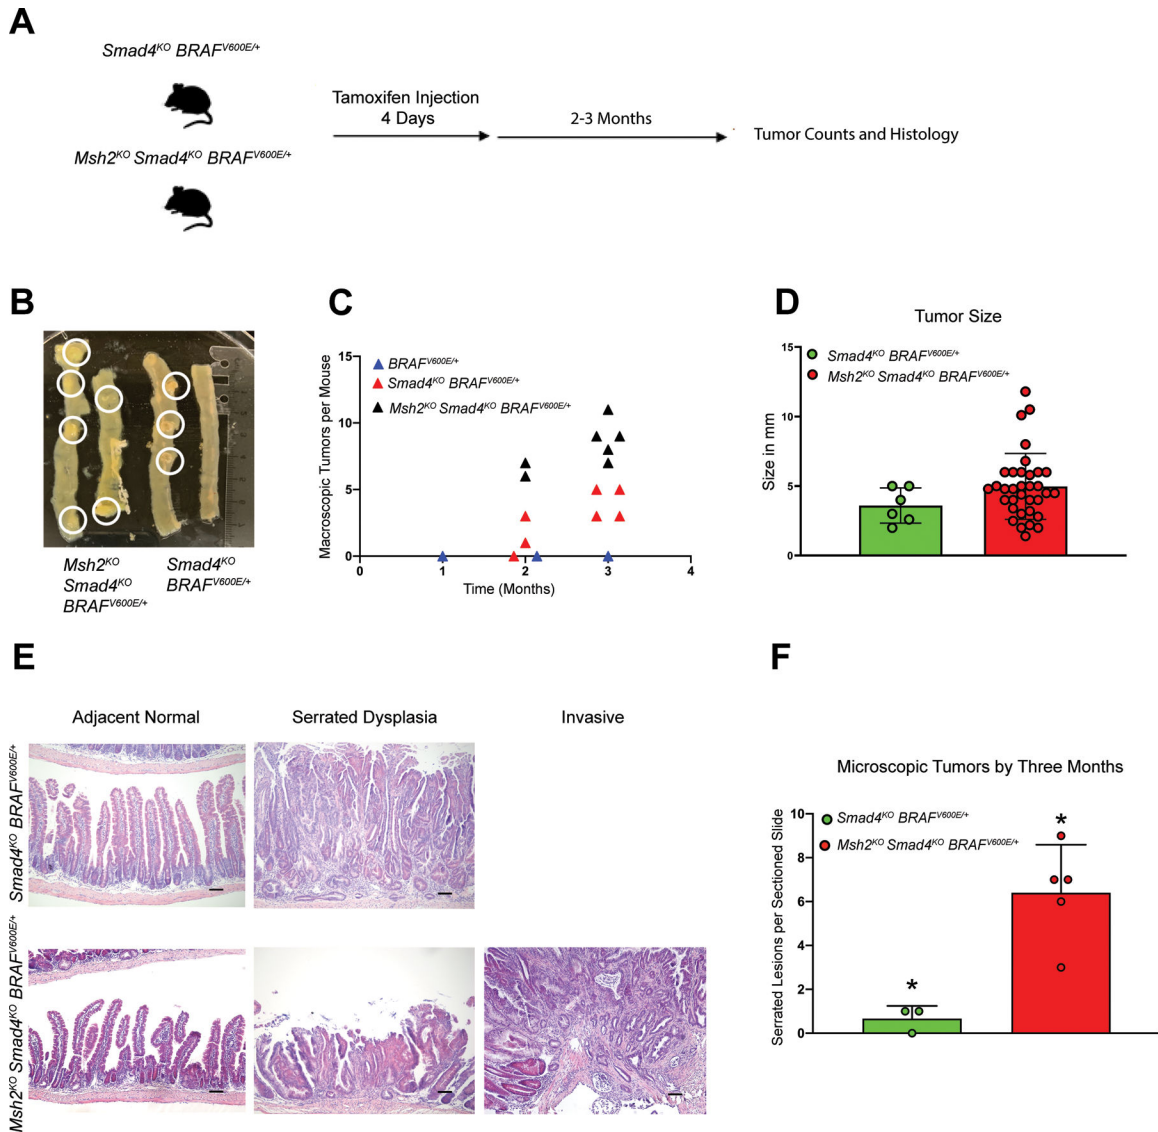 A
Smad4KO BRAFV600E/+
Msh2KO Smad4KO BRAFV600E/+
Tamoxifen Injection
4 Days
2-3 Months
Tumor Counts and Histology
B
Msh2KO
Smad4KO
BRAFV600E/+
Smad4KO
BRAFV600E/+
C
Macroscopic Tumors per Mouse
15
10
5
0
0
1
2
3
4
Time (Months)
BRAFV600E/+
Smad4KO BRAFV600E/+
Msh2KO Smad4KO BRAFV600E/+
D
Tumor Size
Size in mm
15
10
5
0
Smad4KO BRAFV600E/+
Msh2KO Smad4KO BRAFV600E/+
E
Adjacent Normal
Serrated Dysplasia
Invasive
Smad4KO BRAFV600E/+
Msh2KO Smad4KO BRAFV600E/+
F
Microscopic Tumors by Three Months
Serrated Lesions per Sectioned Slide
10
8
6
4
2
0
Smad4KO BRAFV600E/+
Msh2KO Smad4KO BRAFV600E/+
*
*